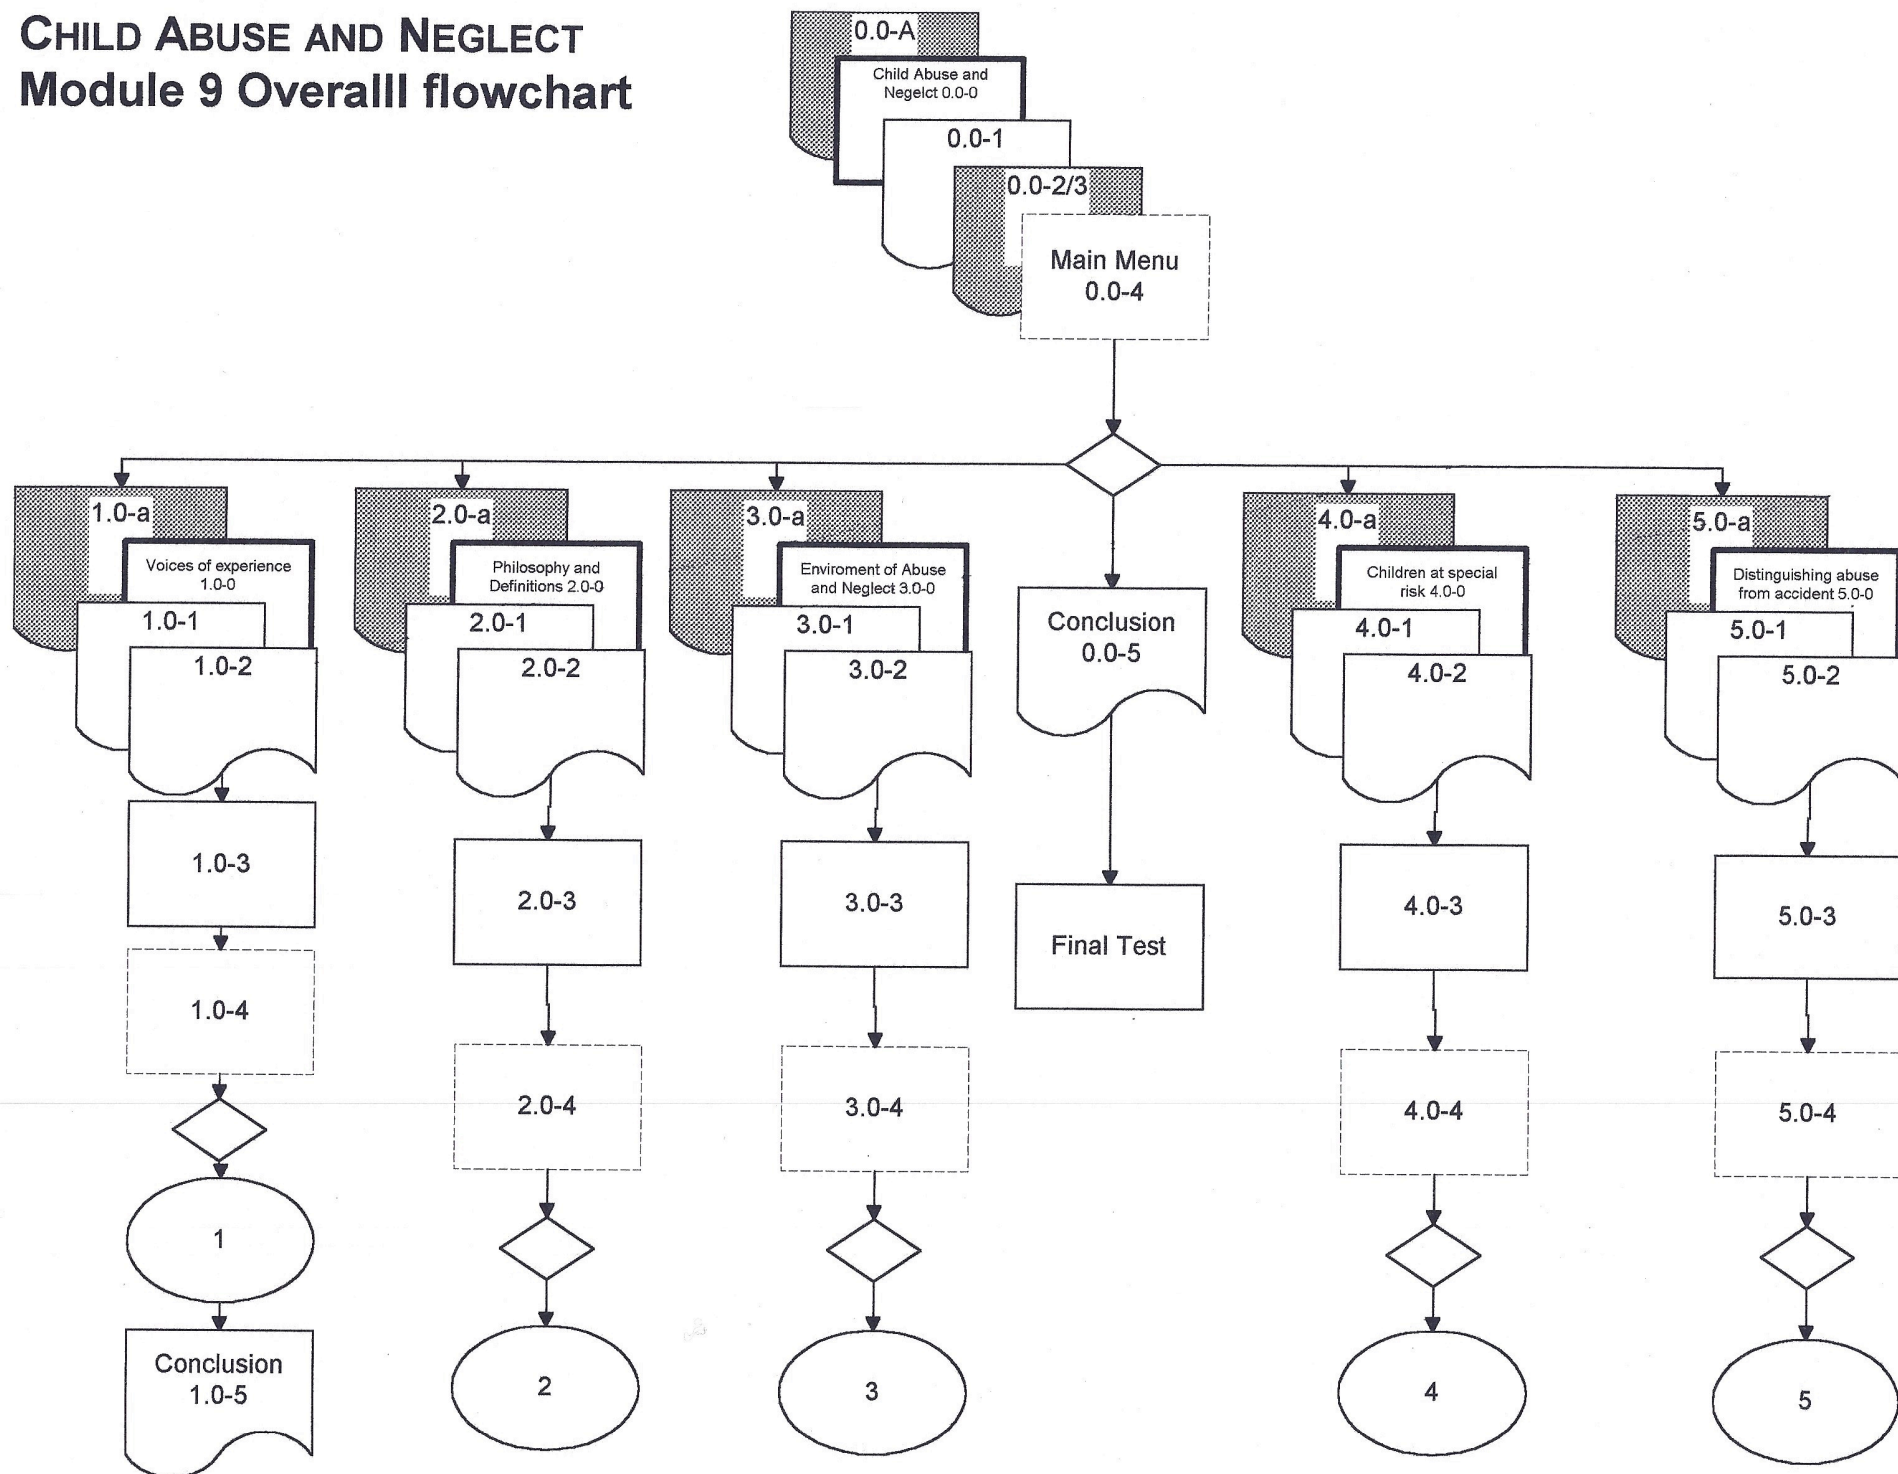 CHILD ABUSE AND NEGLECT
Module 9 Overalll flowchart
0.0-A
Child Abuse and
Negelct 0.0-0
0.0-1
0.0-2/3
Main Menu
0.0-4
1.0-a
Voices of experience
1.0-0
1.0-1
1.0-2
1.0-3
1.0-4
1
Conclusion
1.0-5
2.0-a
Philosophy and
Definitions 2.0-0
2.0-1
2.0-2
2.0-3
2.0-4
2
3.0-a
Enviroment of Abuse
and Neglect 3.0-0
3.0-1
3.0-2
3.0-3
3.0-4
3
Conclusion
0.0-5
Final Test
4.0-a
Children at special
risk 4.0-0
4.0-1
4.0-2
4.0-3
4.0-4
4
5.0-a
Distinguishing abuse
from accident 5.0-0
5.0-1
5.0-2
5.0-3
5.0-4
5